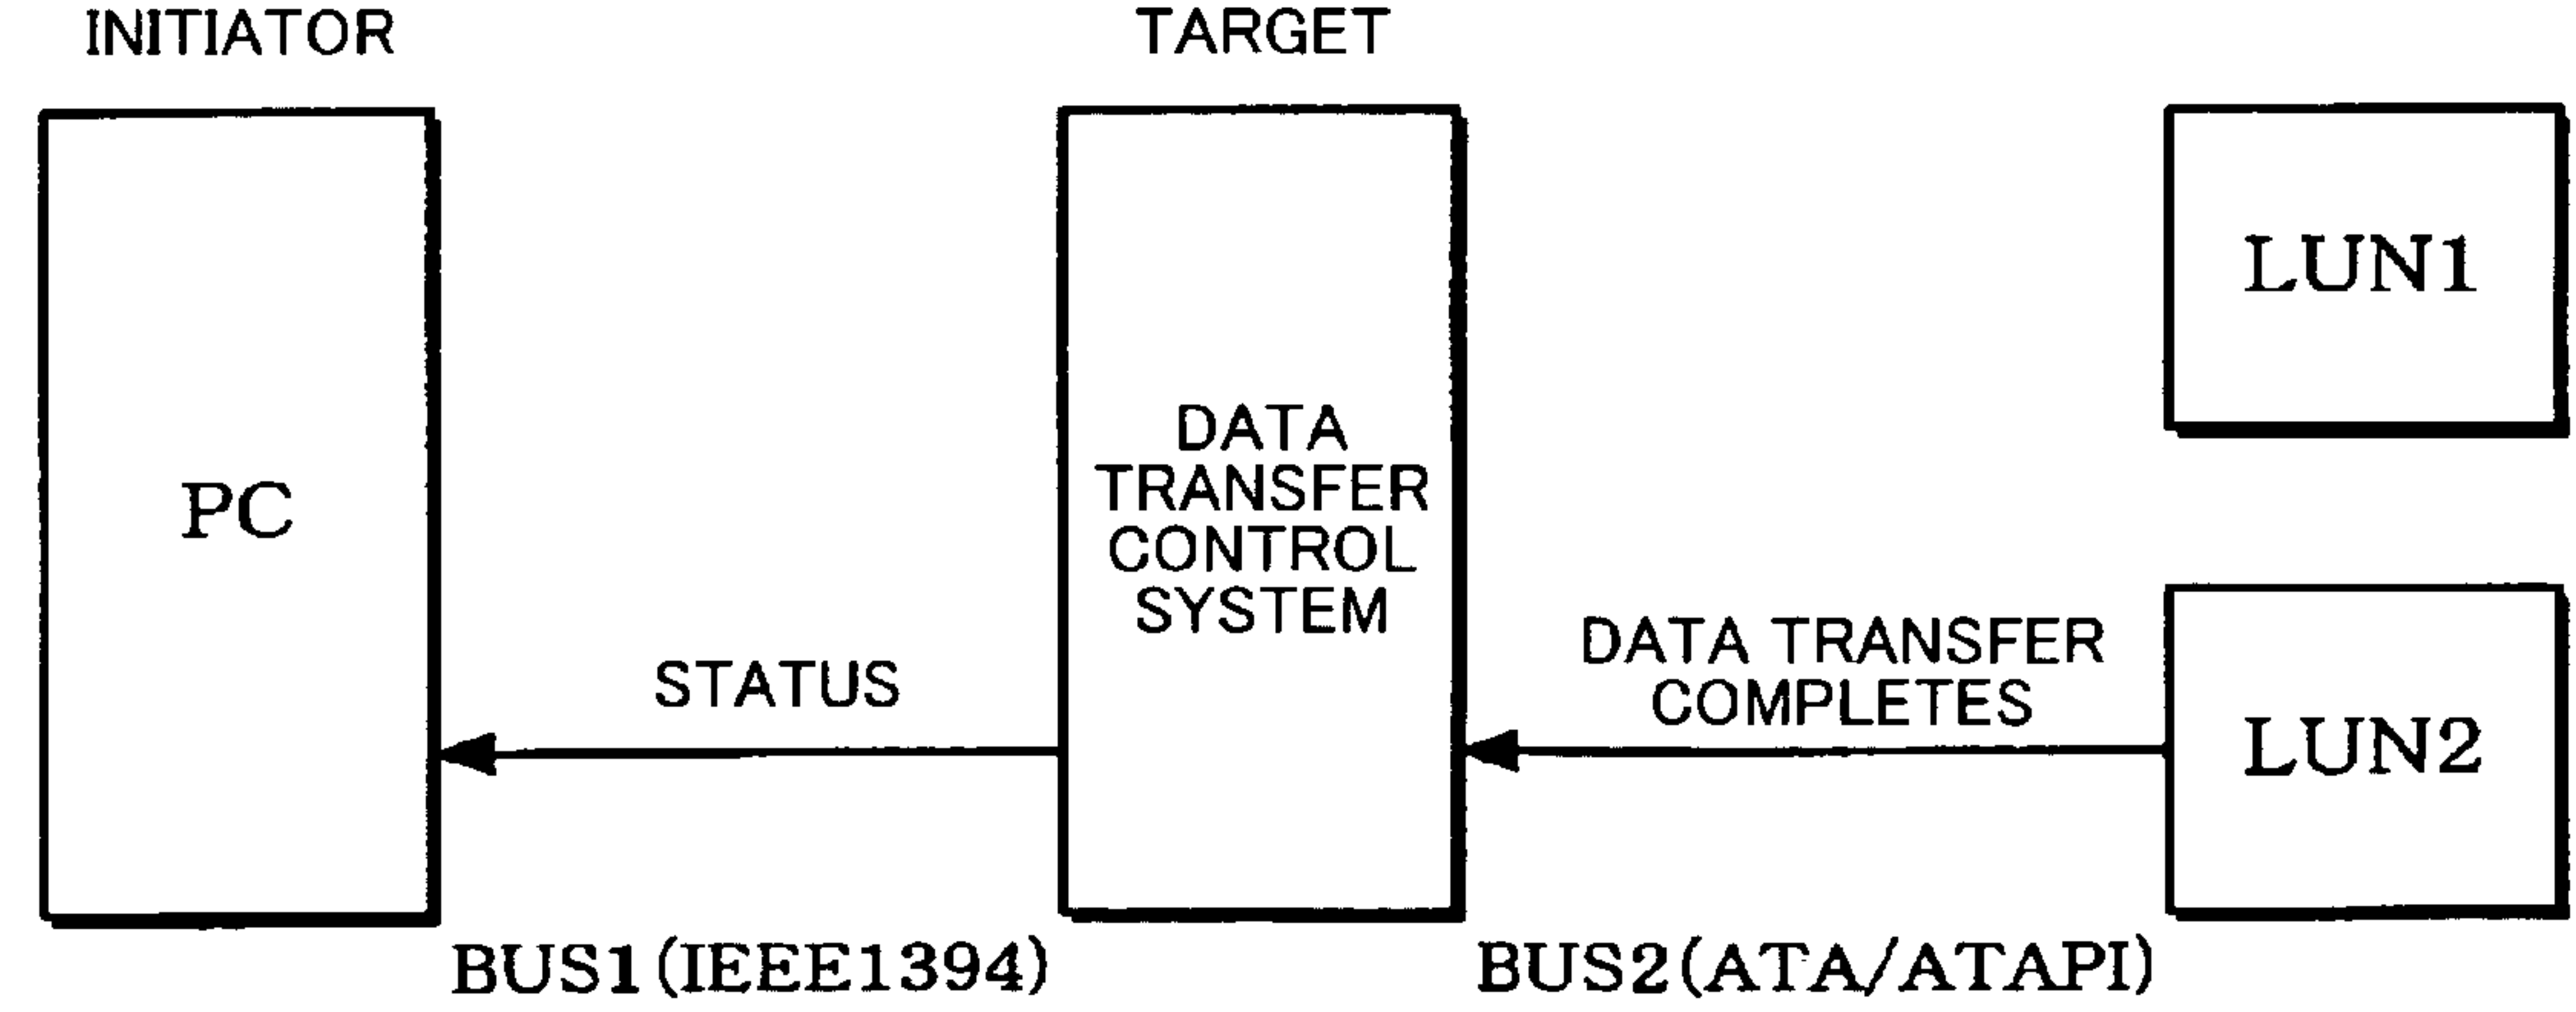 INITIATOR
TARGET
PC
DATA
TRANSFER
CONTROL
SYSTEM
LUN1
STATUS
DATA TRANSFER
COMPLETES
LUN2
BUS1(IEEE1394)
BUS2(ATA/ATAPI)